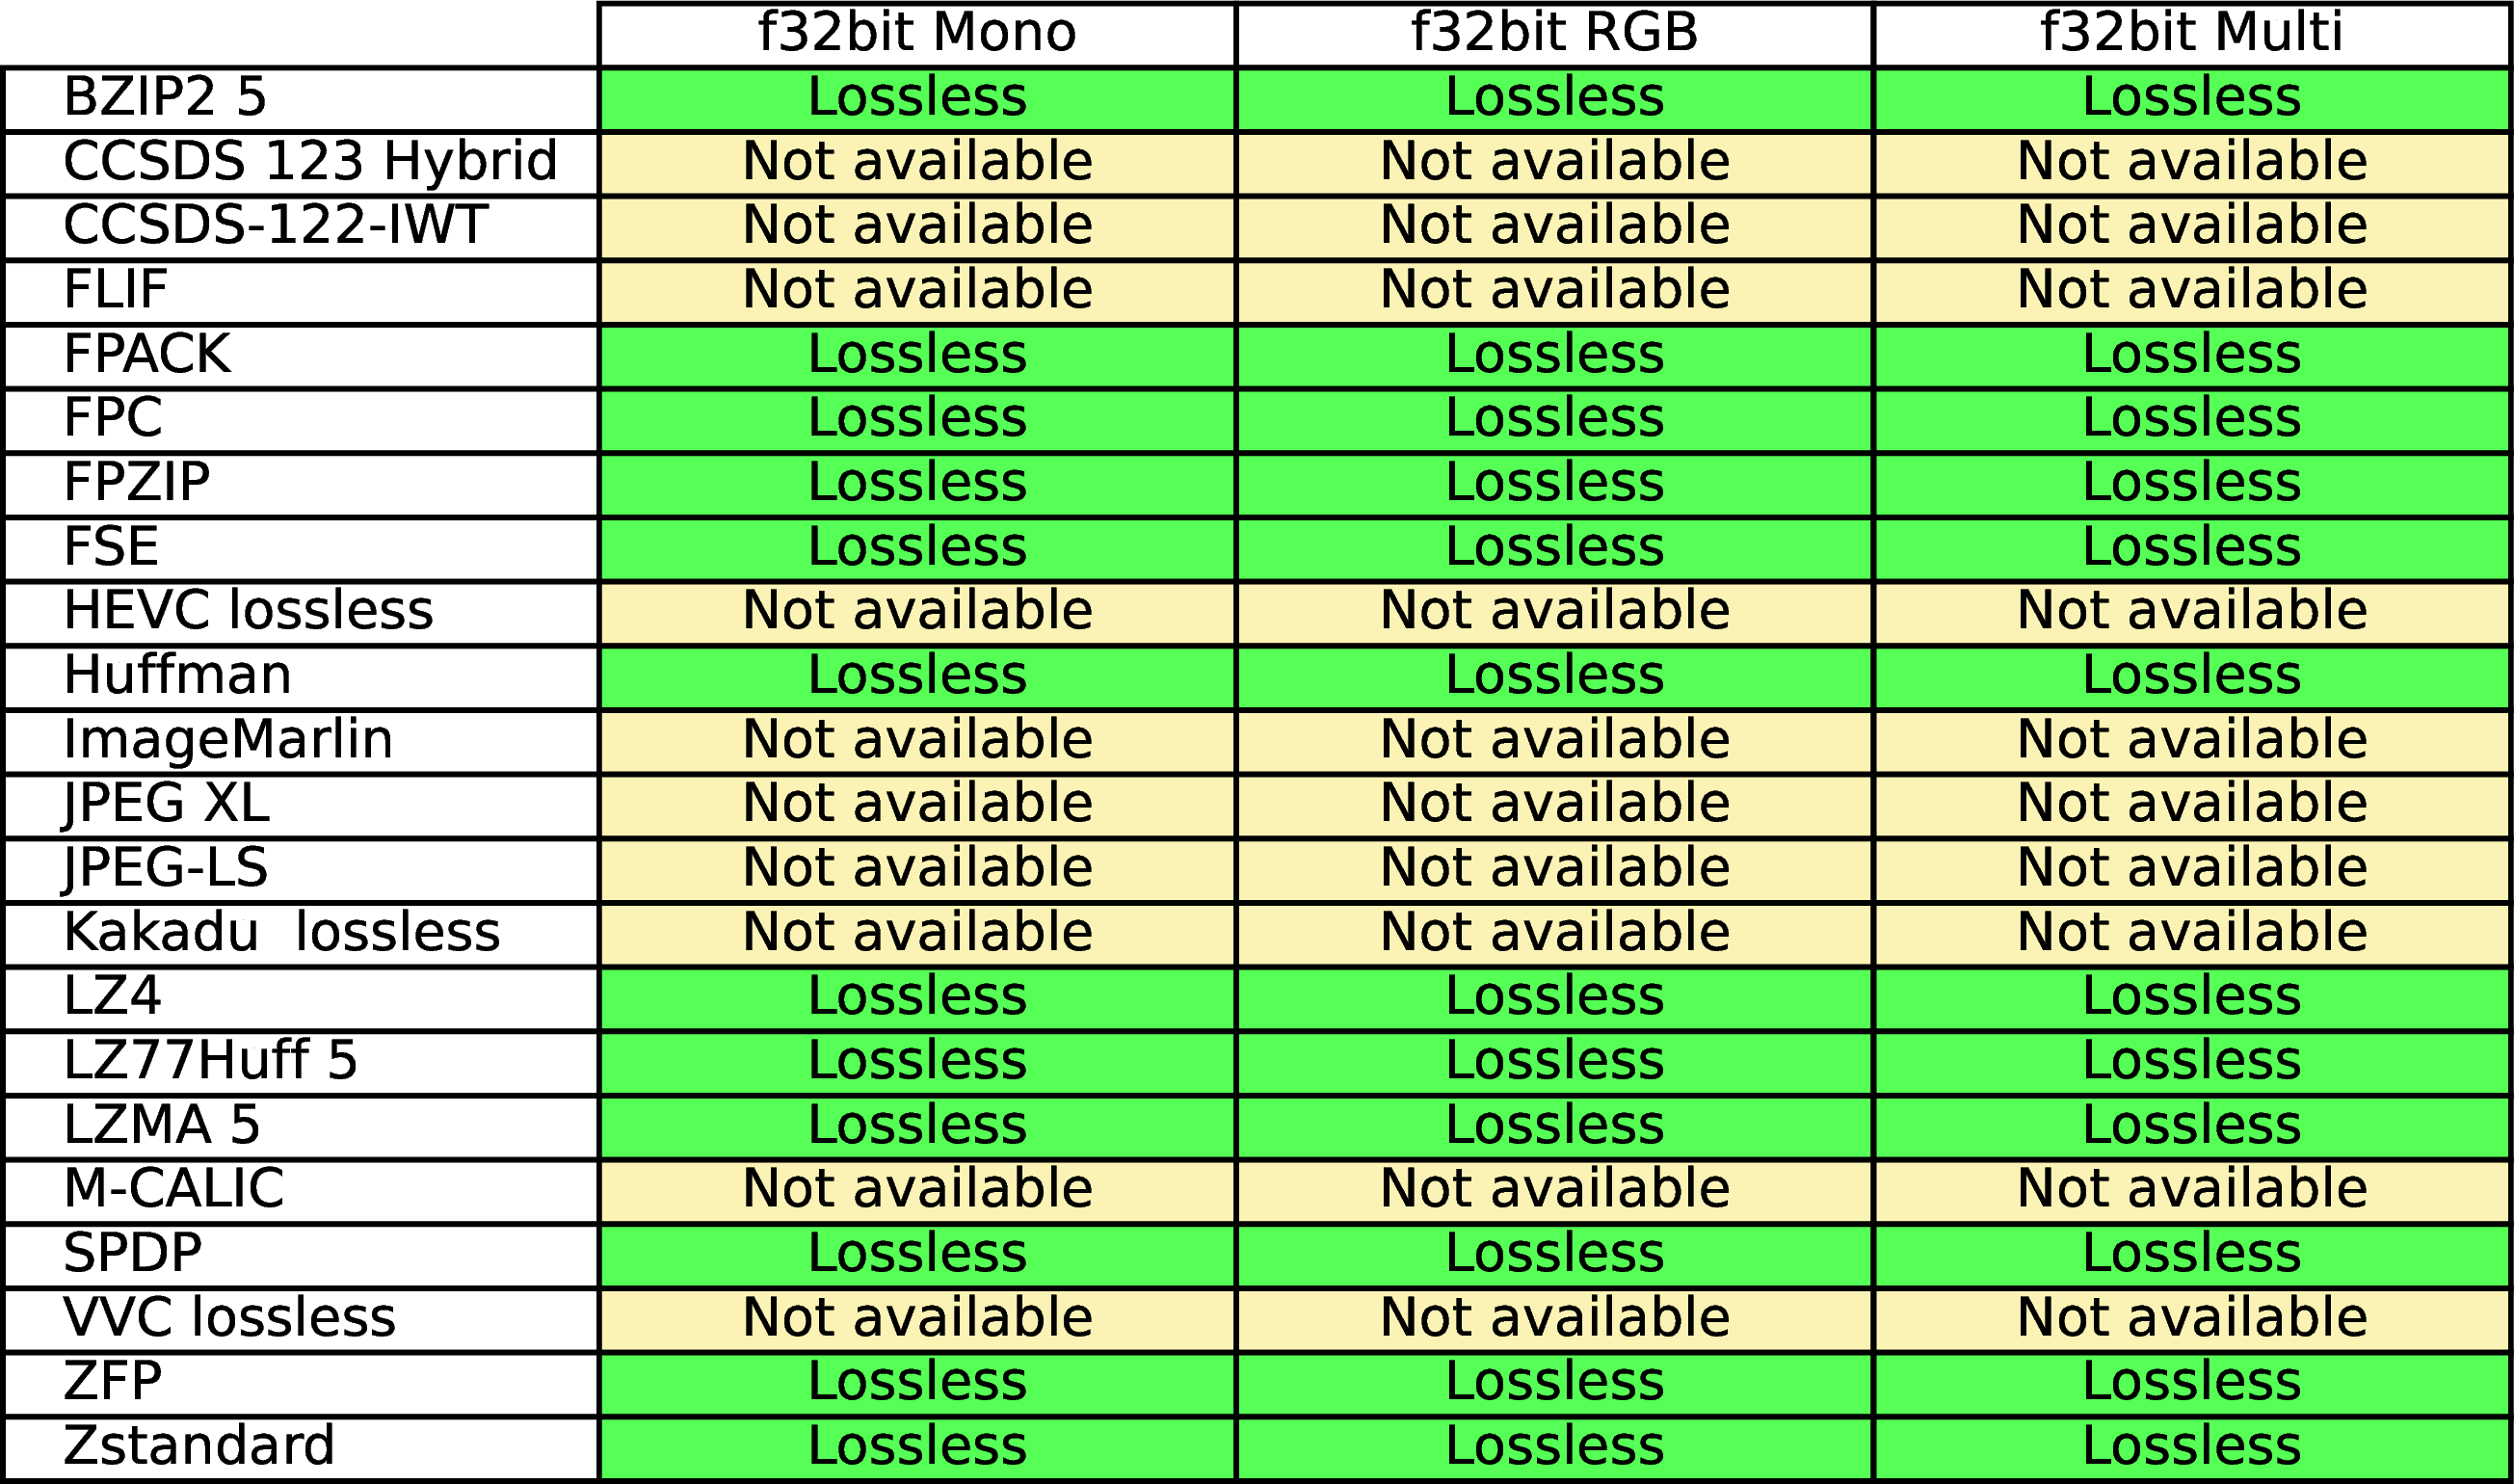 f32bit Mono f32bit RGB f32bit Multi
BZIP2 5 Lossless Lossless Lossless
CCSDS 123 Hybrid Not available Not available Not available
CCSDS-122-IWT Not available Not available Not available
FLIF Not available Not available Not available
FPACK Lossless Lossless Lossless
FPC Lossless Lossless Lossless
FPZIP Lossless Lossless Lossless
FSE Lossless Lossless Lossless
HEVC lossless Not available Not available Not available
Huffman Lossless Lossless Lossless
ImageMarlin Not available Not available Not available
JPEG XL Not available Not available Not available
JPEG-LS Not available Not available Not available
Kakadu  lossless Not available Not available Not available
LZ4 Lossless Lossless Lossless
LZ77Huff 5 Lossless Lossless Lossless
LZMA 5 Lossless Lossless Lossless
M-CALIC Not available Not available Not available
SPDP Lossless Lossless Lossless
VVC lossless Not available Not available Not available
ZFP Lossless Lossless Lossless
Zstandard Lossless Lossless Lossless